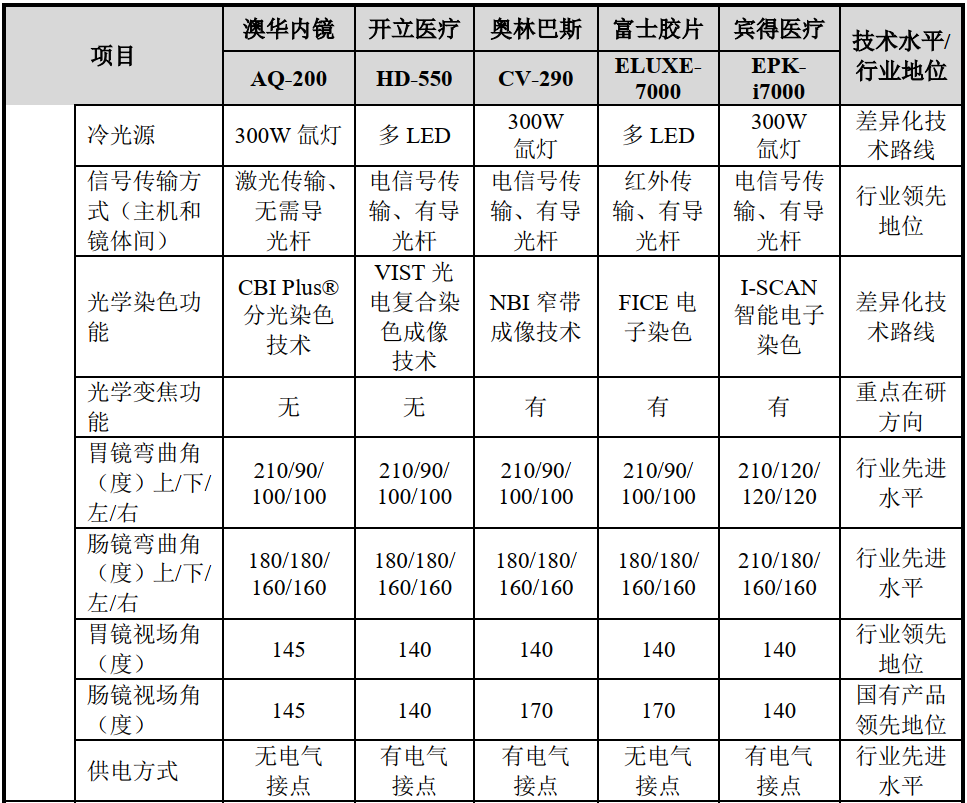 项目 澳华内镜 开立医疗 奥林巴斯 富士胶片 宾得医疗 技术水平/
行业地位
AQ-200 HD-550 CV-290 ELUXE-
7000 EPK-
i7000
冷光源 300W 氙灯 多 LED 300W
氙灯 多 LED 300W
氙灯 差异化技
术路线
信号传输方
式（主机和
镜体间） 激光传输、
无需导
光杆 电信号传
输、有导
光杆 电信号传
输、有导
光杆 红外传
输、有导
光杆 电信号传
输、有导
光杆 行业领先
地位
光学染色功
能 CBI Plus®
分光染色
技术 VIST 光
电复合染
色成像
技术 NBI 窄带
成像技术 FICE 电
子染色 I-SCAN
智能电子
染色 差异化技
术路线
光学变焦功
能 无 无 有 有 有 重点在研
方向
胃镜弯曲角
（度）上/下/
左/右 210/90/
100/100 210/90/
100/100 210/90/
100/100 210/90/
100/100 210/120/
120/120 行业先进
水平
肠镜弯曲角
（度）上/下/
左/右 180/180/
160/160 180/180/
160/160 180/180/
160/160 180/180/
160/160 210/180/
160/160 行业先进
水平
胃镜视场角
（度） 145 140 140 140 140 行业领先
地位
肠镜视场角
（度） 145 140 170 170 140 国有产品
领先地位
供电方式 无电气
接点 有电气
接点 有电气
接点 无电气
接点 有电气
接点 行业先进
水平